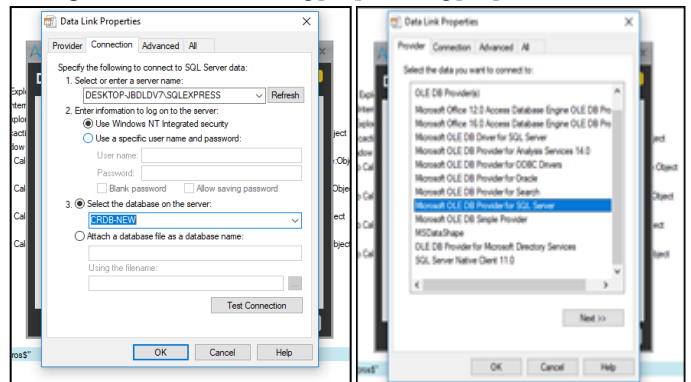 Data Link Properties
Provider Connection Advanced All
Specify the following to connect to SQL Server data:
1. Select or enter a server name:
DESKTOP-JBDLDV7\SQLEXPRESS Refresh
2. Enter information to log on to the server:
Use Windows NT Integrated security
Use a specific user name and password:
User name:
Password:
Blank password Allow saving password
3. Select the database on the server:
CRDB-NEW
Attach a database file as a database name:
Using the filename:
...
Test Connection
OK Cancel Help
ros$"
Data Link Properties
Provider Connection Advanced All
Select the data you want to connect to:
OLE DB Provider(s)
Microsoft Office 12.0 Access Database Engine OLE DB Pro
Microsoft Office 16.0 Access Database Engine OLE DB Pro
Microsoft OLE DB Driver for SQL Server
Microsoft OLE DB Provider for Analysis Services 14.0
Microsoft OLE DB Provider for ODBC Drivers
Microsoft OLE DB Provider for Oracle
Microsoft OLE DB Provider for Search
Microsoft OLE DB Provider for SQL Server
Microsoft OLE DB Simple Provider
MSDataShape
OLE DB Provider for Microsoft Directory Services
SQL Server Native Client 11.0
Next >>
OK Cancel Help